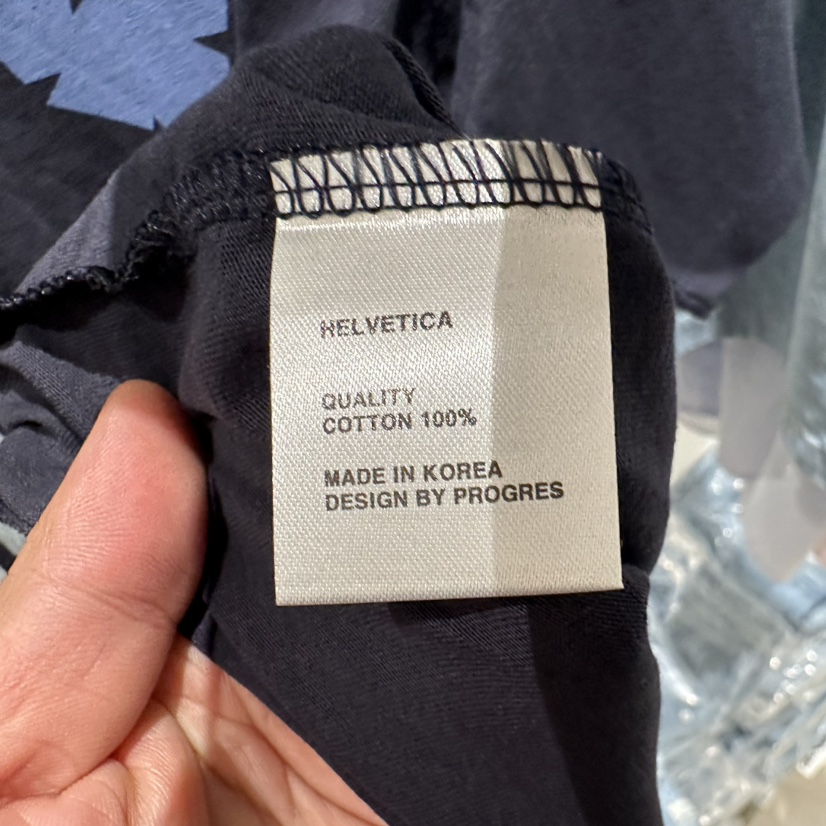 HELVETICA
QUALITY
COTTON 100%
MADE IN KOREA
DESIGN BY PROGRES